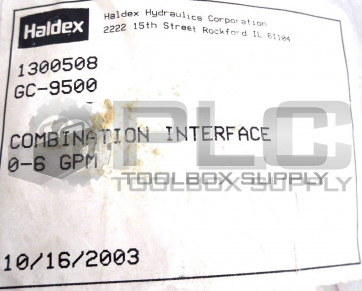 Haldex
Haldex Hydraulics Corporation
2222 15th Street Rockford IL 61104
1300508
GC-9500
COMBINATION INTERFACE
0-6 GPM
PLC
TOOLBOX SUPPLY
10/16/2003